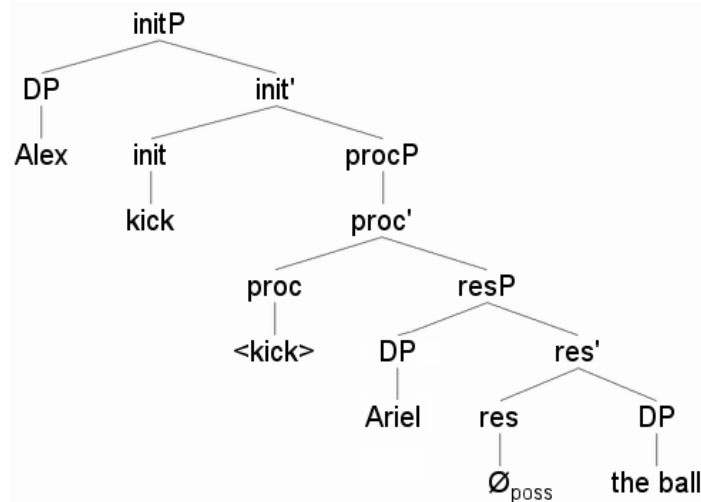 initP
DP init'
Alex init procP
kick proc'
proc resP
<kick> DP res'
Ariel res DP
Øposs the ball